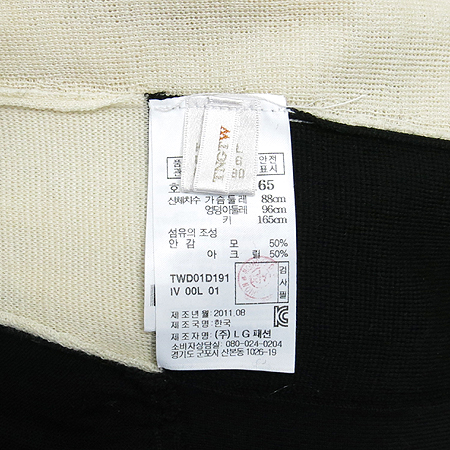 TNGTW
L
안전
표시
품
호 65
신체치수 가슴둘레 88cm
엉덩이둘레 96cm
키 165cm
섬유의 조성
안 감 모 50%
아 크 릴 50%
TWD01D191
IV 00L 01
검
사
필
제조년월 : 2011.08
제조국명 : 한국
제조자명 : (주) LG 패션
소비자상담실: 080-024-0204
경기도 군포시 산본동 1026-19